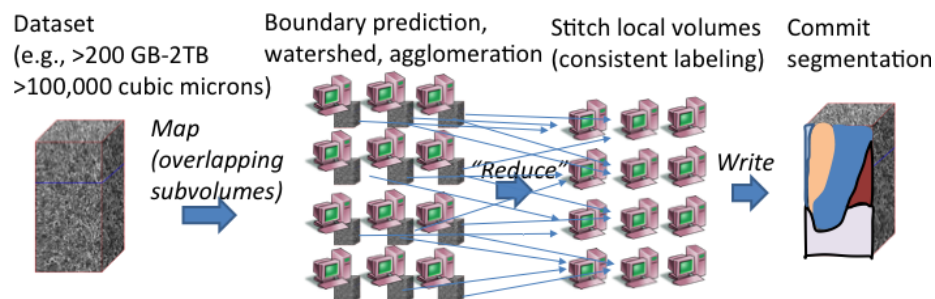 Dataset
(e.g., >200 GB-2TB
>100,000 cubic microns)
Map
(overlapping
subvolumes)
Boundary prediction,
watershed, agglomeration
"Reduce"
Stitch local volumes
(consistent labeling)
Write
Commit
segmentation